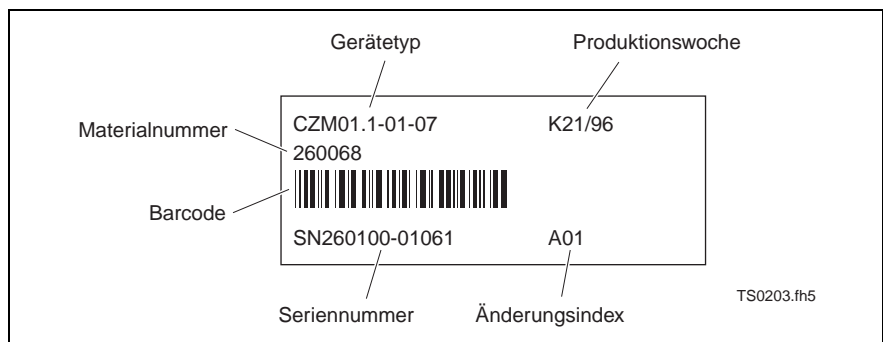 Gerätetyp Produktionswoche
CZM01.1-01-07 K21/96
Materialnummer
260068
Barcode
SN260100-01061 A01
TS0203.fh5
Seriennummer Änderungsindex